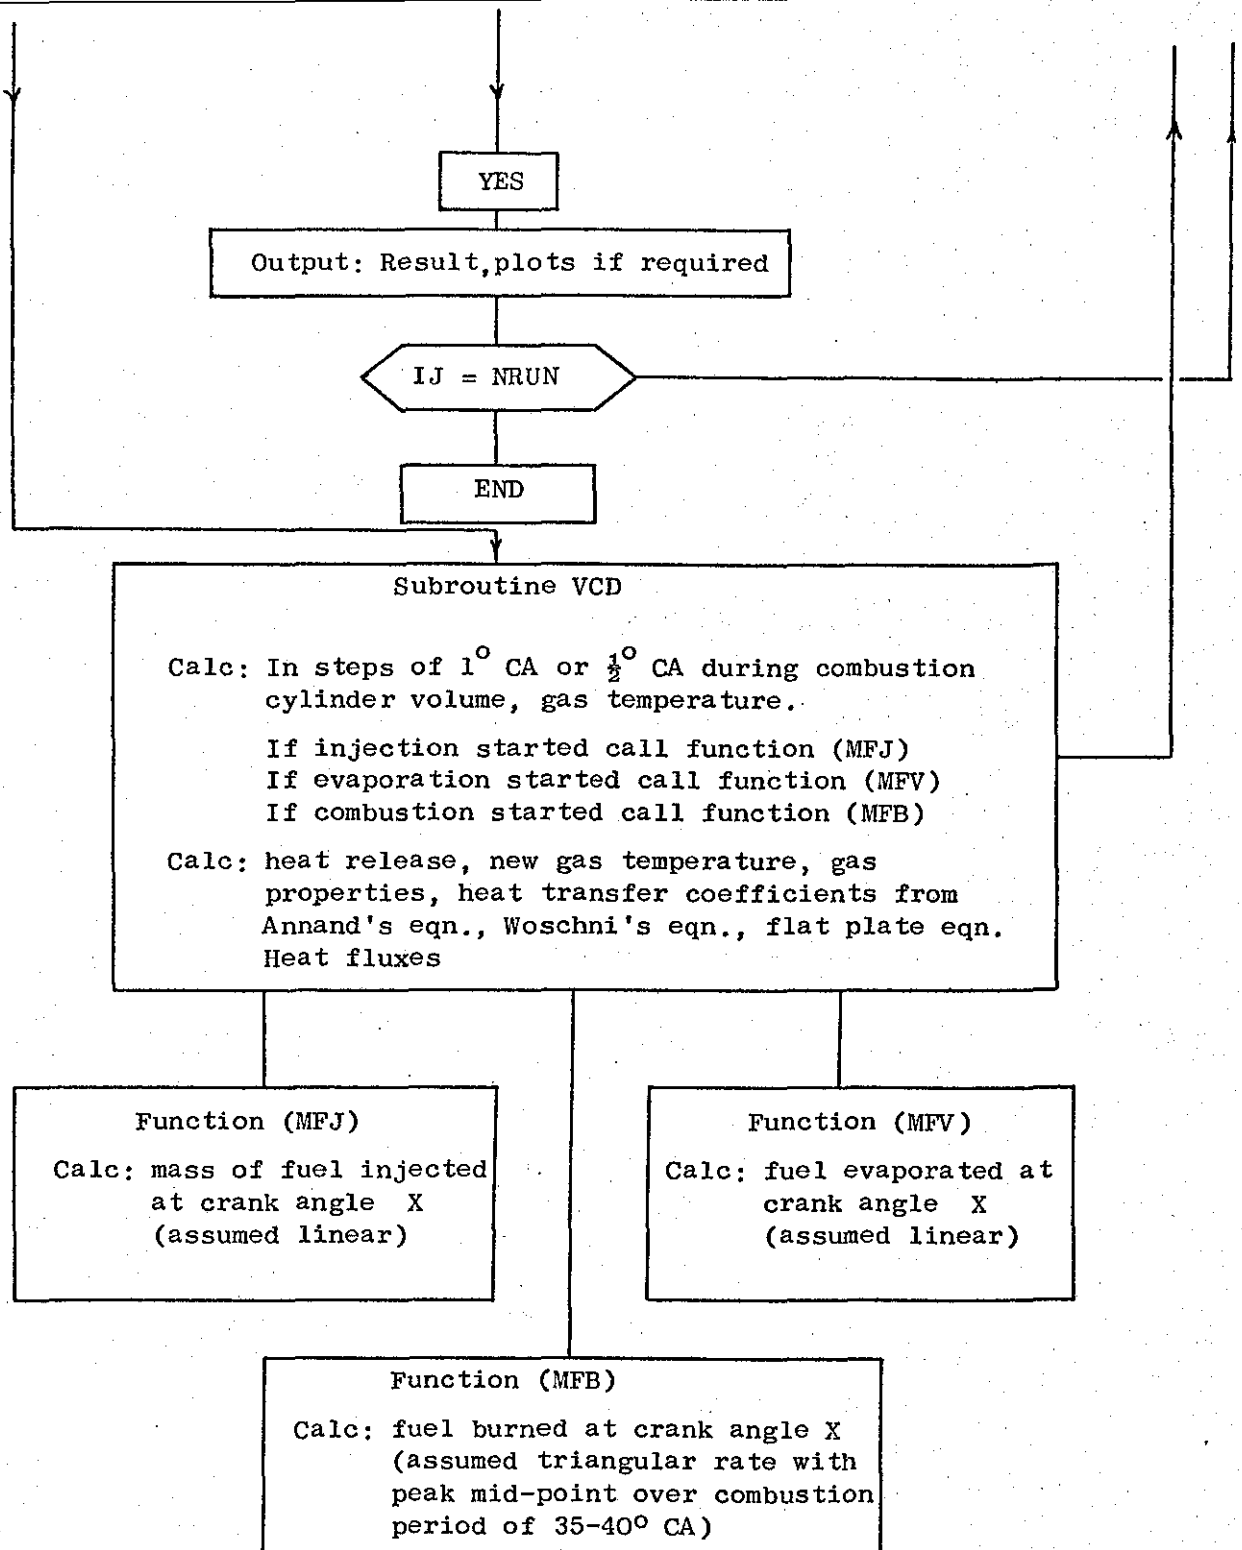 YES
Output: Result,plots if required
IJ = NRUN
END
Subroutine VCD
Calc: In steps of 1° CA or ½° CA during combustion
cylinder volume, gas temperature.
If injection started call function (MFJ)
If evaporation started call function (MFV)
If combustion started call function (MFB)
Calc: heat release, new gas temperature, gas
properties, heat transfer coefficients from
Annand's eqn., Woschni's eqn., flat plate eqn.
Heat fluxes
Function (MFJ)
Calc: mass of fuel injected
at crank angle X
(assumed linear)
Function (MFV)
Calc: fuel evaporated at
crank angle X
(assumed linear)
Function (MFB)
Calc: fuel burned at crank angle X
(assumed triangular rate with
peak mid-point over combustion
period of 35-40° CA)